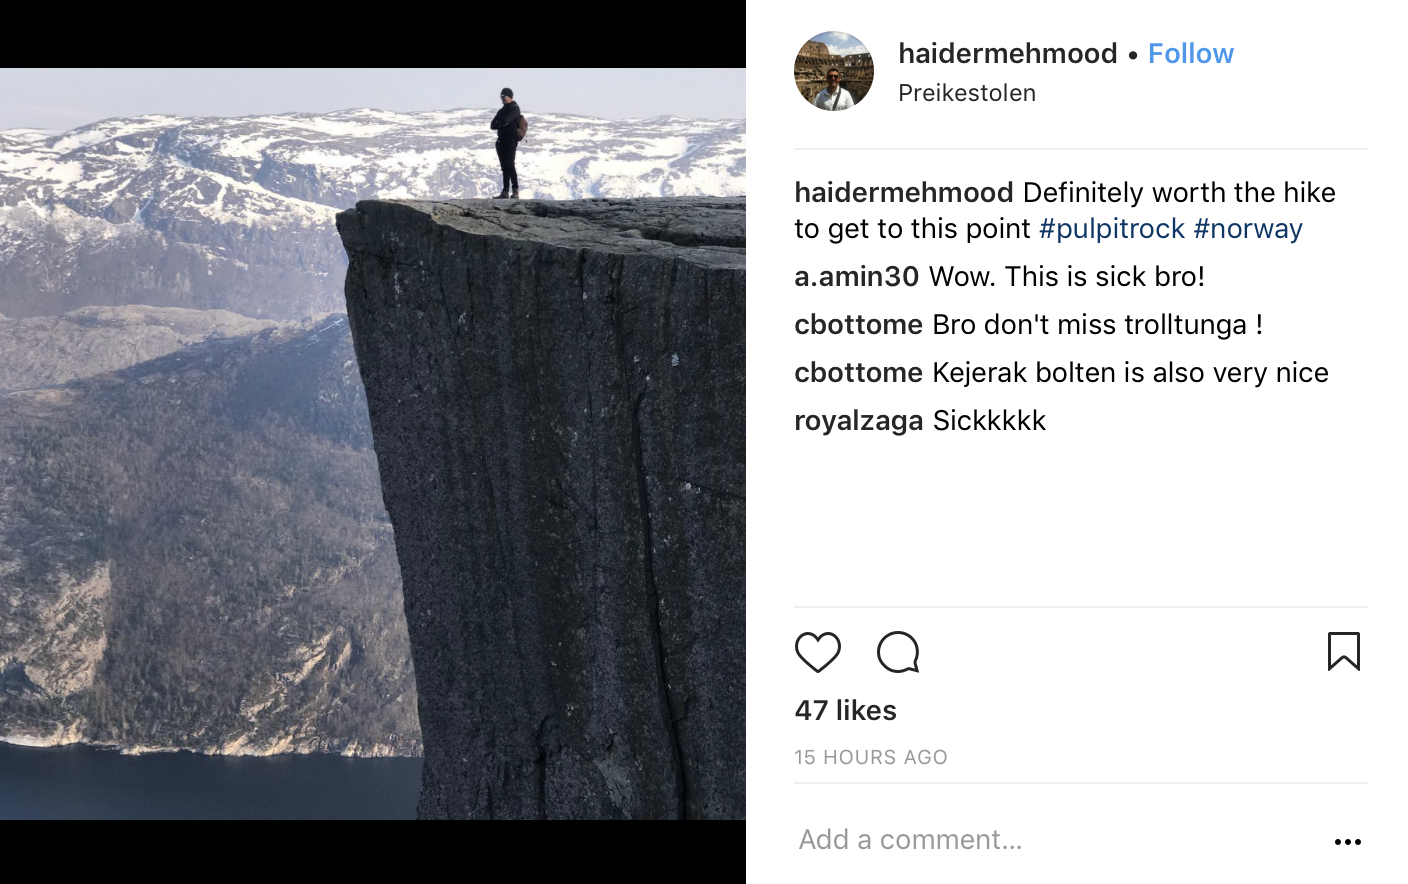 haidermehmood • Follow
Preikestolen
haidermehmood Definitely worth the hike
to get to this point #pulpitrock #norway
a.amin30 Wow. This is sick bro!
cbottome Bro don't miss trolltunga !
cbottome Kejerak bolten is also very nice
royalzaga Sickkkkk
47 likes
15 HOURS AGO
Add a comment...